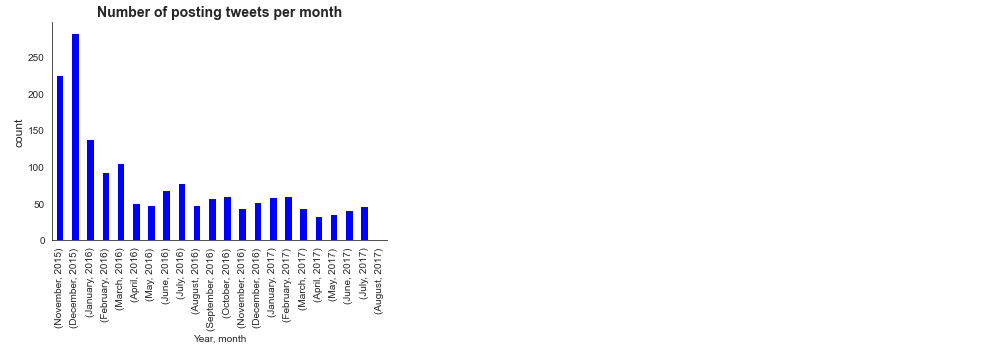 Number of posting tweets per month
250
200
150
100
50
0
count
(November, 2015)
(December, 2015)
(January, 2016)
(February, 2016)
(March, 2016)
(April, 2016)
(May, 2016)
(June, 2016)
(July, 2016)
(August, 2016)
(September, 2016)
(October, 2016)
(November, 2016)
(December, 2016)
(January, 2017)
(February, 2017)
(March, 2017)
(April, 2017)
(May, 2017)
(June, 2017)
(July, 2017)
(August, 2017)
Year, month